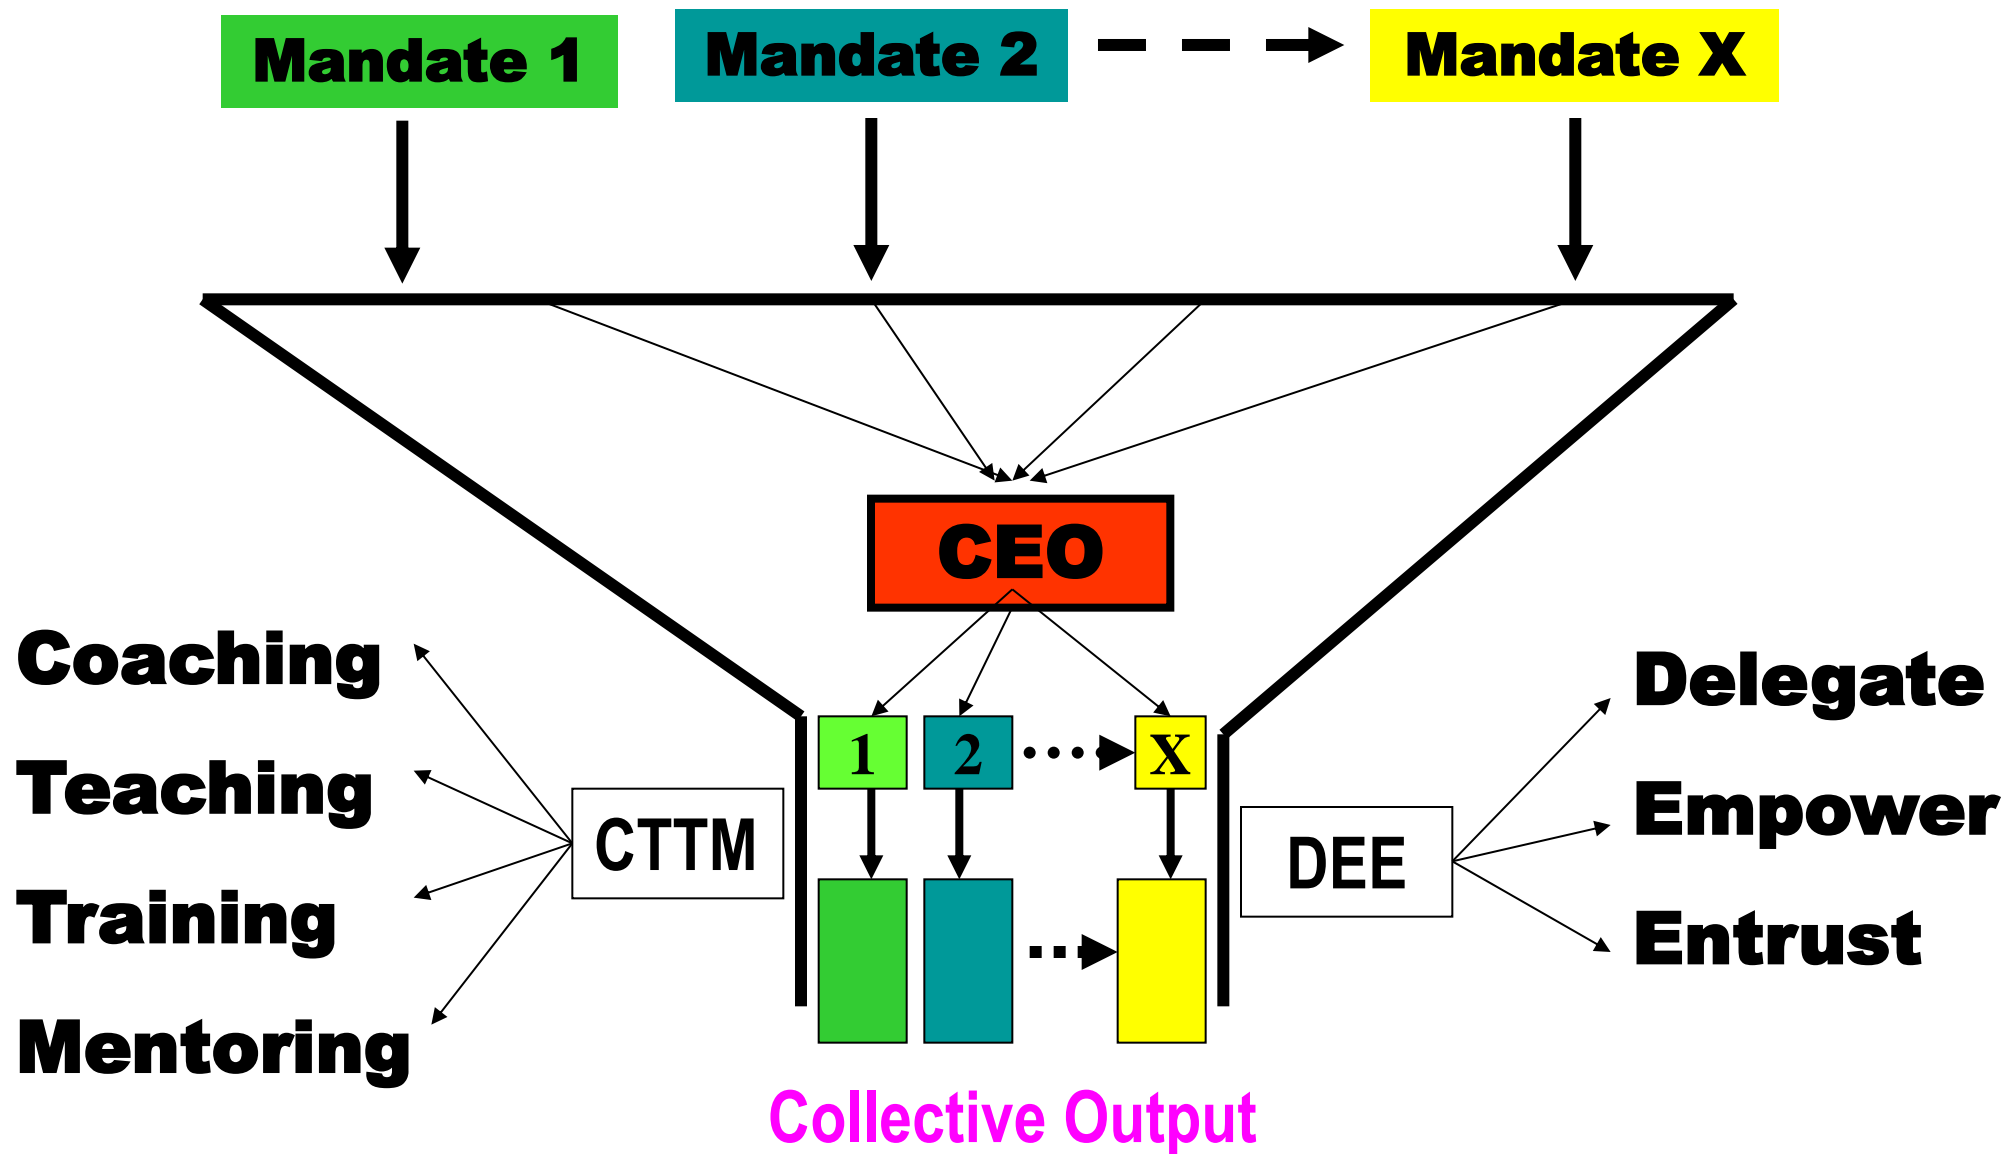 Mandate 1
Mandate 2
Mandate X
CEO
Coaching
Teaching
Training
Mentoring
CTTM
1
2
X
DEE
Delegate
Empower
Entrust
Collective Output